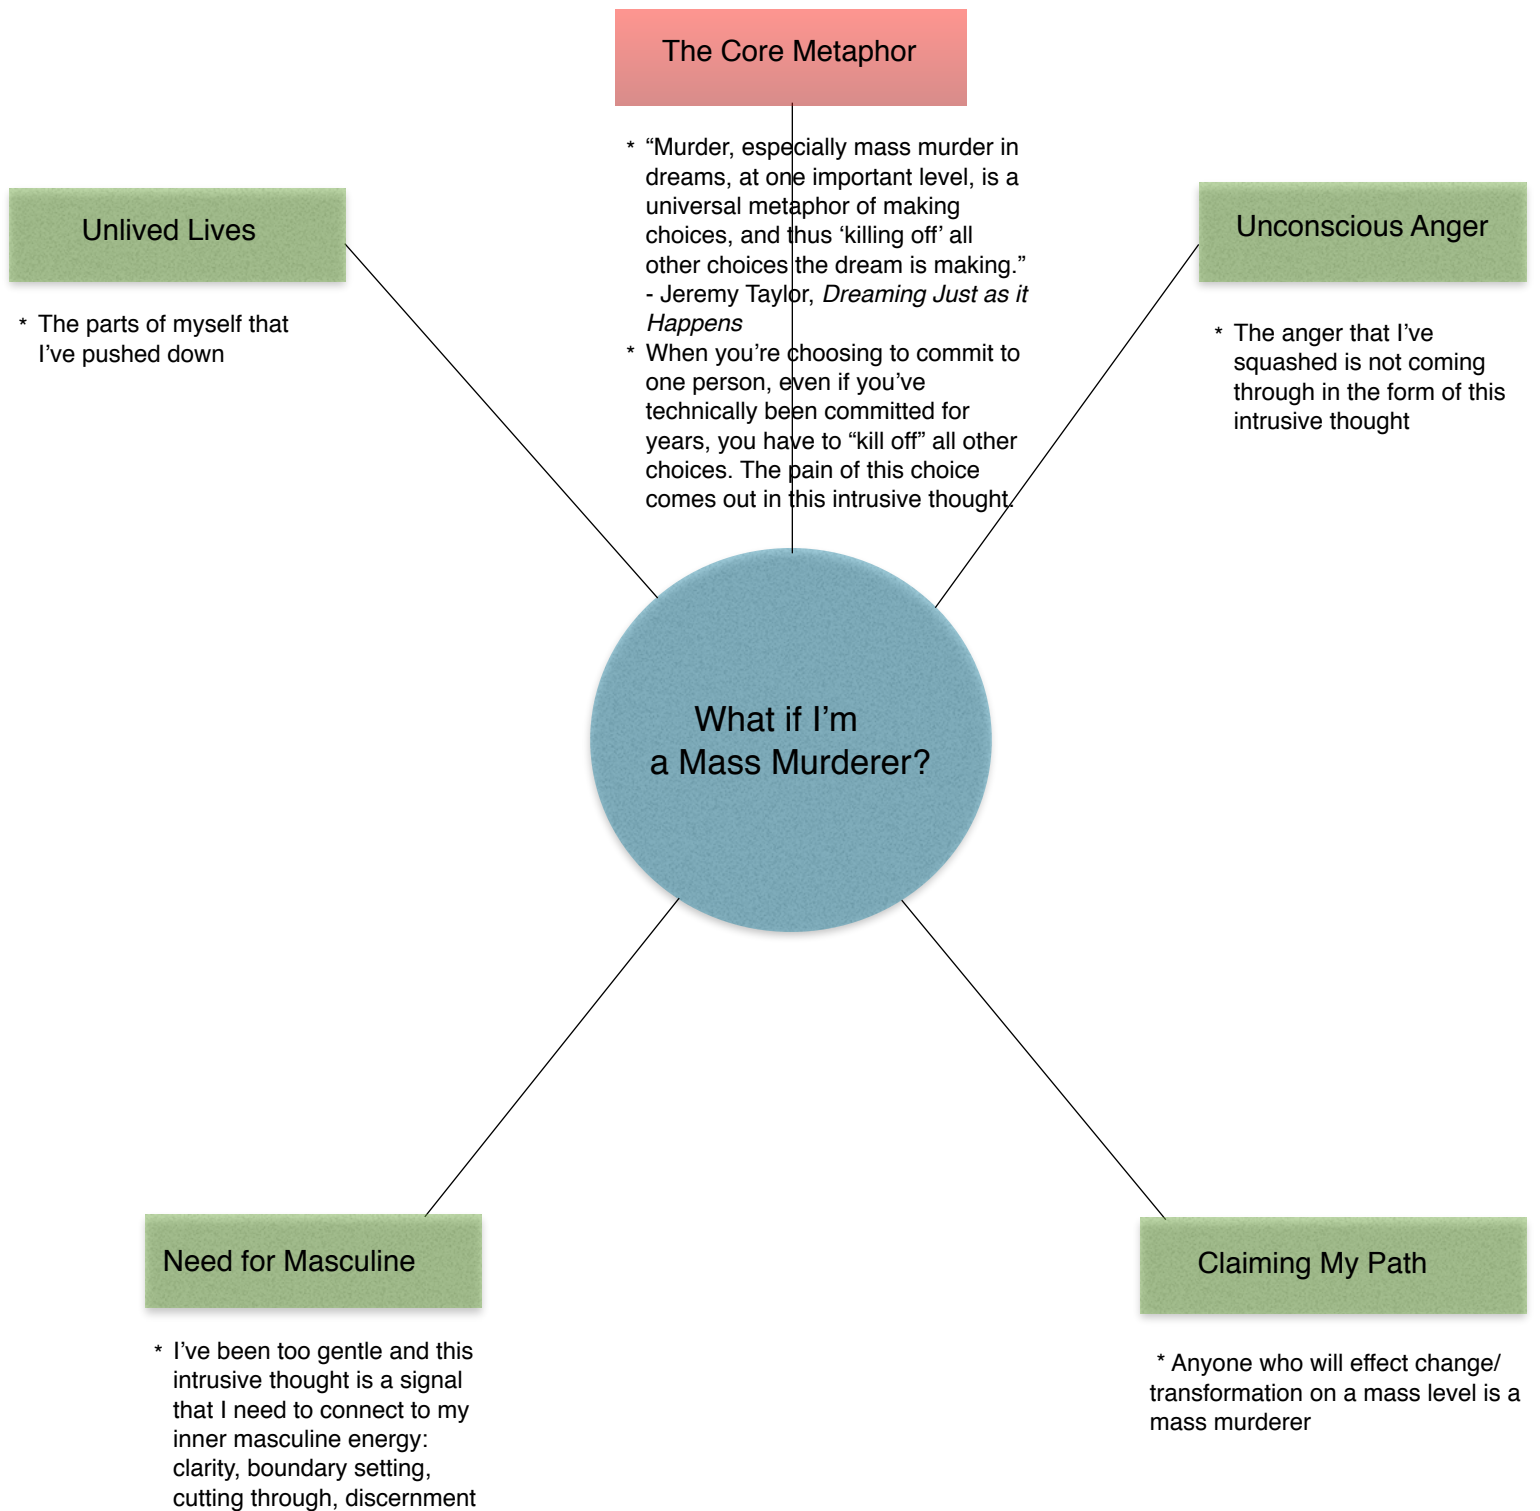 The Core Metaphor
* “Murder, especially mass murder in
dreams, at one important level, is a
universal metaphor of making
choices, and thus ‘killing off’ all
other choices the dream is making.”
- Jeremy Taylor, Dreaming Just as it
Happens
* When you’re choosing to commit to
one person, even if you’ve
technically been committed for
years, you have to “kill off” all other
choices. The pain of this choice
comes out in this intrusive thought.
Unlived Lives
* The parts of myself that
I’ve pushed down
Unconscious Anger
* The anger that I’ve
squashed is not coming
through in the form of this
intrusive thought
What if I’m
a Mass Murderer?
Need for Masculine
* I’ve been too gentle and this
intrusive thought is a signal
that I need to connect to my
inner masculine energy:
clarity, boundary setting,
cutting through, discernment
Claiming My Path
* Anyone who will effect change/
transformation on a mass level is a
mass murderer